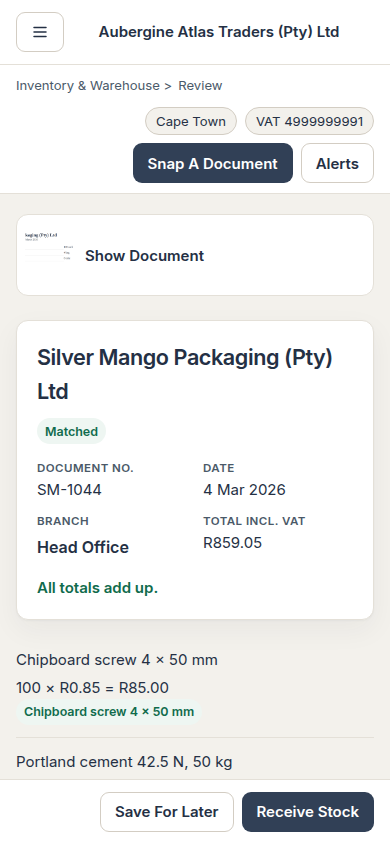 Aubergine Atlas Traders (Pty) Ltd
Inventory & Warehouse > Review
Cape Town
VAT 4999999991
Snap A Document
Alerts
Show Document
Silver Mango Packaging (Pty)
Ltd
Matched
DOCUMENT NO.
DATE
SM-1044
4 Mar 2026
BRANCH
TOTAL INCL. VAT
Head Office
R859.05
All totals add up.
Chipboard screw 4 × 50 mm
100 × R0.85 = R85.00
Chipboard screw 4 × 50 mm
Portland cement 42.5 N, 50 kg
Save For Later
Receive Stock